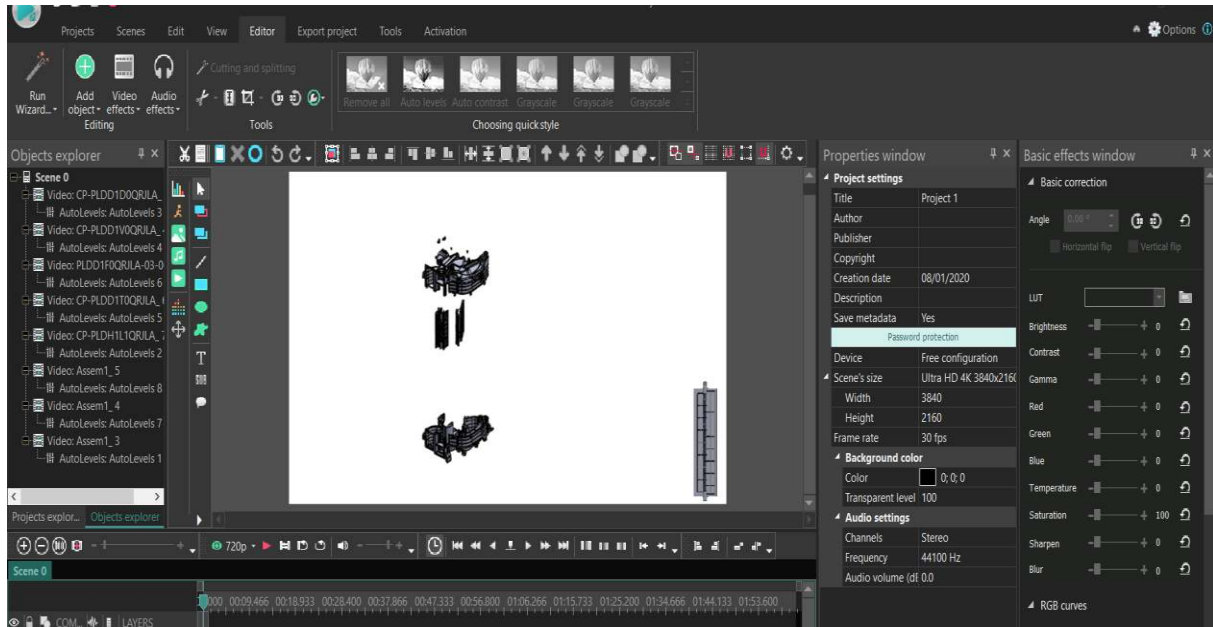 Projects Scenes Edit View Editor Export project Tools Activation
Options
Run Wizard...
Add object
Video effects
Audio effects
Editing
Cutting and splitting
Tools
Remove all Auto levels Auto contrast Grayscale Grayscale Grayscale
Choosing quick style
Objects explorer
Scene 0
Video: CP-PLDD1D0QRJLA_
AutoLevels: AutoLevels 3
Video: CP-PLDD1V0QRJLA_
AutoLevels: AutoLevels 4
Video: PLDD1F0QRJLA-03-0
AutoLevels: AutoLevels 6
Video: CP-PLDD1T0QRJLA_
AutoLevels: AutoLevels 5
Video: CP-PLDH1L1QRJLA_
AutoLevels: AutoLevels 2
Video: Assem1_5
AutoLevels: AutoLevels 8
Video: Assem1_4
AutoLevels: AutoLevels 7
Video: Assem1_3
AutoLevels: AutoLevels 1
Projects explor... Objects explorer
T
Properties window
Project settings
Title Project 1
Author
Publisher
Copyright
Creation date 08/01/2020
Description
Save metadata Yes
Password protection
Device Free configuration
Scene's size Ultra HD 4K 3840x2160
Width 3840
Height 2160
Frame rate 30 fps
Background color
Color 0; 0; 0
Transparent level 100
Audio settings
Channels Stereo
Frequency 44100 Hz
Audio volume (dB 0.0
Basic effects window
Basic correction
Angle 0.00 °
Horizontal flip Vertical flip
LUT
Brightness 0
Contrast 0
Gamma 0
Red 0
Green 0
Blue 0
Temperature 0
Saturation 100
Sharpen 0
Blur 0
RGB curves
720p
Scene 0
000 00:09.466 00:18.933 00:28.400 00:37.866 00:47.333 00:56.800 01:06.266 01:15.733 01:25.200 01:34.666 01:44.133 01:53.600
COM... LAYERS